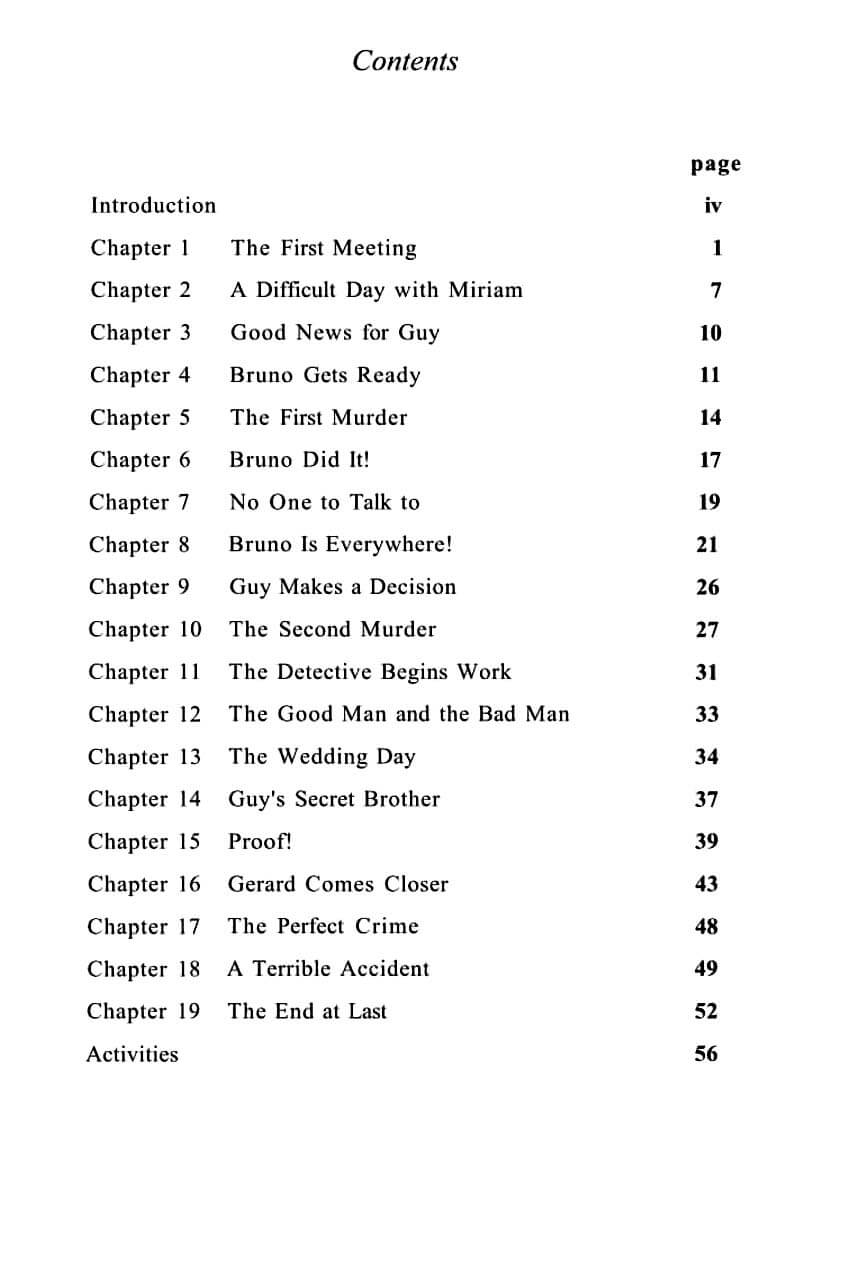 Contents
page
Introduction iv
Chapter 1 The First Meeting 1
Chapter 2 A Difficult Day with Miriam 7
Chapter 3 Good News for Guy 10
Chapter 4 Bruno Gets Ready 11
Chapter 5 The First Murder 14
Chapter 6 Bruno Did It! 17
Chapter 7 No One to Talk to 19
Chapter 8 Bruno Is Everywhere! 21
Chapter 9 Guy Makes a Decision 26
Chapter 10 The Second Murder 27
Chapter 11 The Detective Begins Work 31
Chapter 12 The Good Man and the Bad Man 33
Chapter 13 The Wedding Day 34
Chapter 14 Guy's Secret Brother 37
Chapter 15 Proof! 39
Chapter 16 Gerard Comes Closer 43
Chapter 17 The Perfect Crime 48
Chapter 18 A Terrible Accident 49
Chapter 19 The End at Last 52
Activities 56